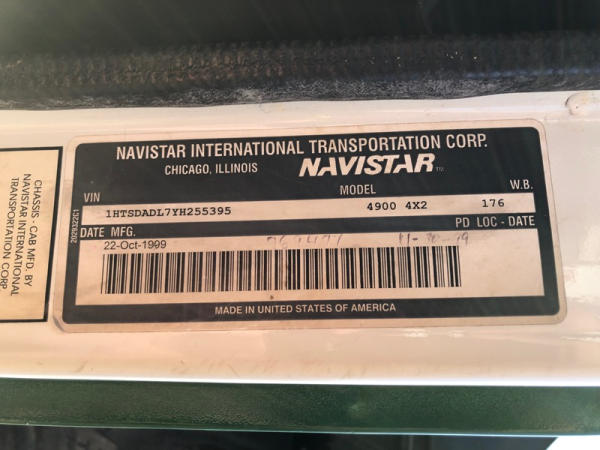 NAVISTAR INTERNATIONAL TRANSPORTATION CORP.
CHICAGO, ILLINOIS NAVISTAR TM
VIN MODEL W.B.
1HTSDADL7YH255395 4900 4X2 176
DATE MFG. PD LOC - DATE
22-Oct-1999
MADE IN UNITED STATES OF AMERICA
CHASSIS - CAB MFD. BY
NAVISTAR INTERNATIONAL
TRANSPORTATION CORP.